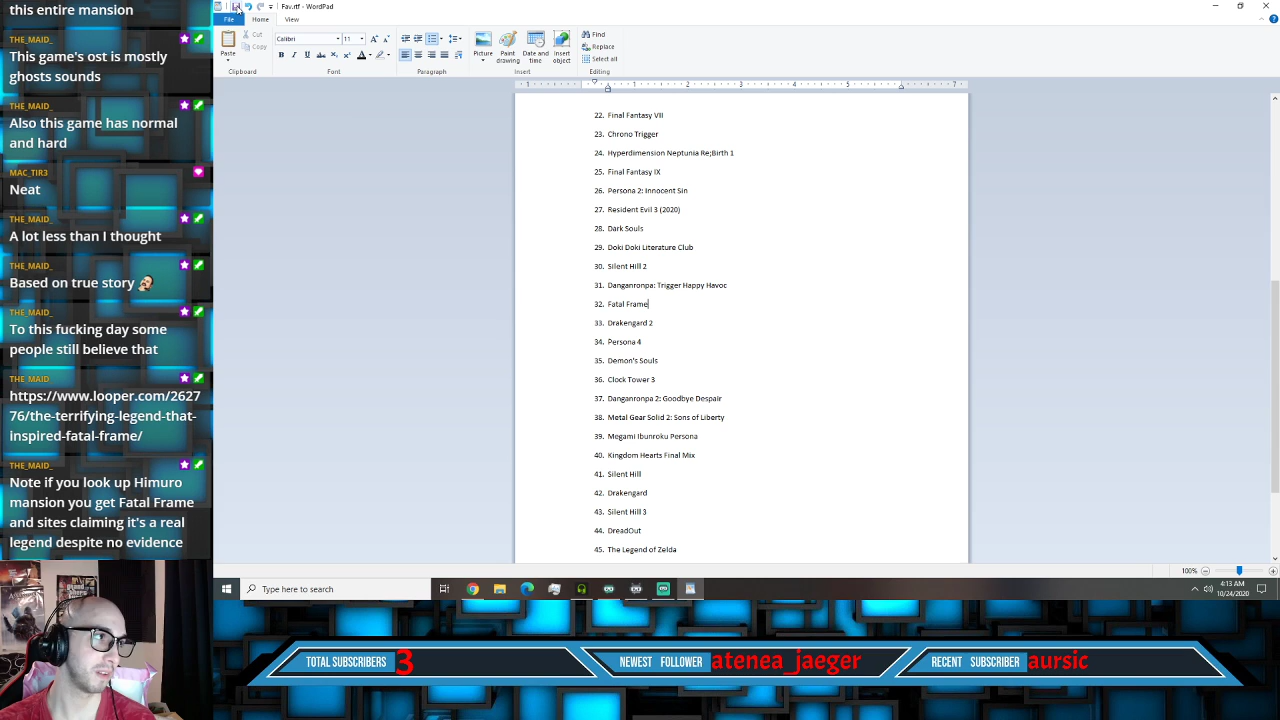 this entire mansion
THE_MAID_
This game's ost is mostly
ghosts sounds
THE_MAID_
Also this game has normal
and hard
MAC_TIR3
Neat
THE_MAID_
A lot less than I thought
THE_MAID_
Based on true story
THE_MAID_
To this fucking day some
people still believe that
THE_MAID_
https://www.looper.com/2627
76/the-terrifying-legend-that-
inspired-fatal-frame/
THE_MAID_
Note if you look up Himuro
mansion you get Fatal Frame
and sites claiming it's a real
legend despite no evidence
Fav.rtf - WordPad
File Home View
Paste
Cut
Copy
Clipboard
Calibri 11
Font
Paragraph
Picture
Paint drawing
Date and time
Insert object
Insert
Find
Replace
Select all
Editing
1 1 2 3 4 5 7
22. Final Fantasy VII
23. Chrono Trigger
24. Hyperdimension Neptunia Re;Birth 1
25. Final Fantasy IX
26. Persona 2: Innocent Sin
27. Resident Evil 3 (2020)
28. Dark Souls
29. Doki Doki Literature Club
30. Silent Hill 2
31. Danganronpa: Trigger Happy Havoc
32. Fatal Frame
33. Drakengard 2
34. Persona 4
35. Demon's Souls
36. Clock Tower 3
37. Danganronpa 2: Goodbye Despair
38. Metal Gear Solid 2: Sons of Liberty
39. Megami Ibunroku Persona
40. Kingdom Hearts Final Mix
41. Silent Hill
42. Drakengard
43. Silent Hill 3
44. DreadOut
45. The Legend of Zelda
100%
Type here to search
4:13 AM
10/24/2020
TOTAL SUBSCRIBERS 3
NEWEST FOLLOWER atenea_jaeger
RECENT SUBSCRIBER aursic